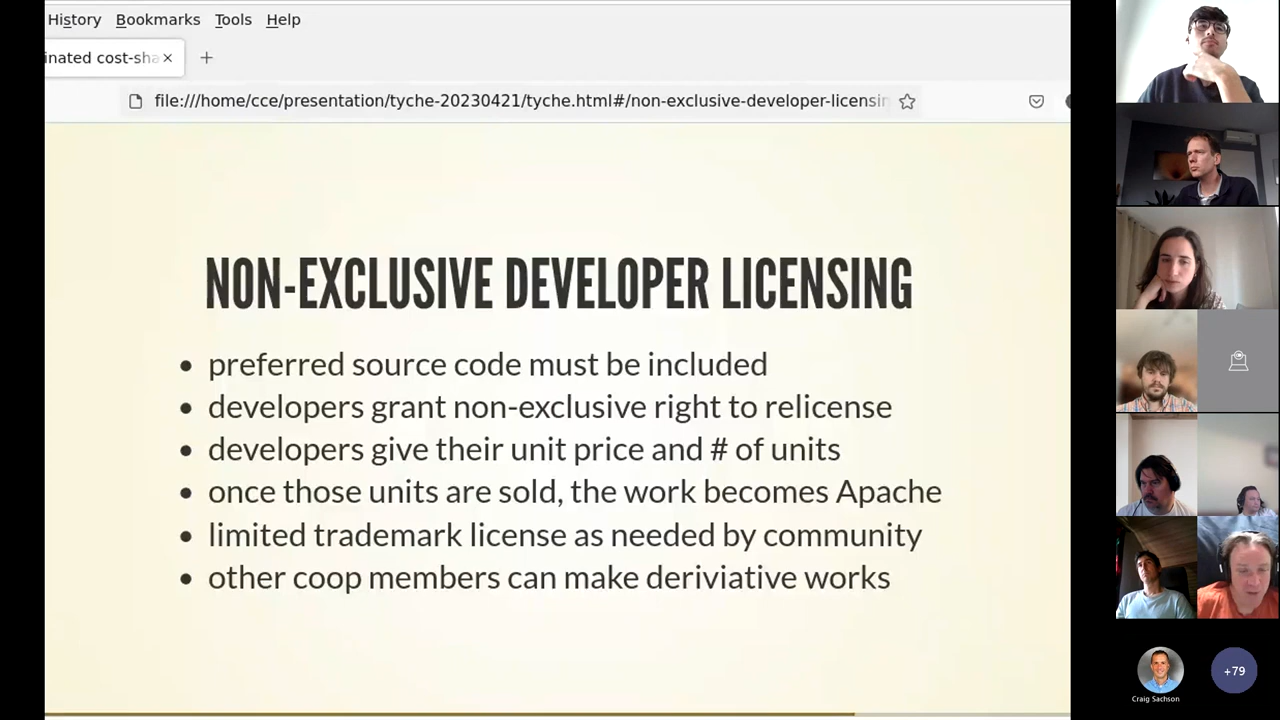 History Bookmarks Tools Help
inated cost-sha
file:///home/cce/presentation/tyche-20230421/tyche.html#/non-exclusive-developer-licensin
NON-EXCLUSIVE DEVELOPER LICENSING
preferred source code must be included
developers grant non-exclusive right to relicense
developers give their unit price and # of units
once those units are sold, the work becomes Apache
limited trademark license as needed by community
other coop members can make deriviative works
Craig Sachson
+79